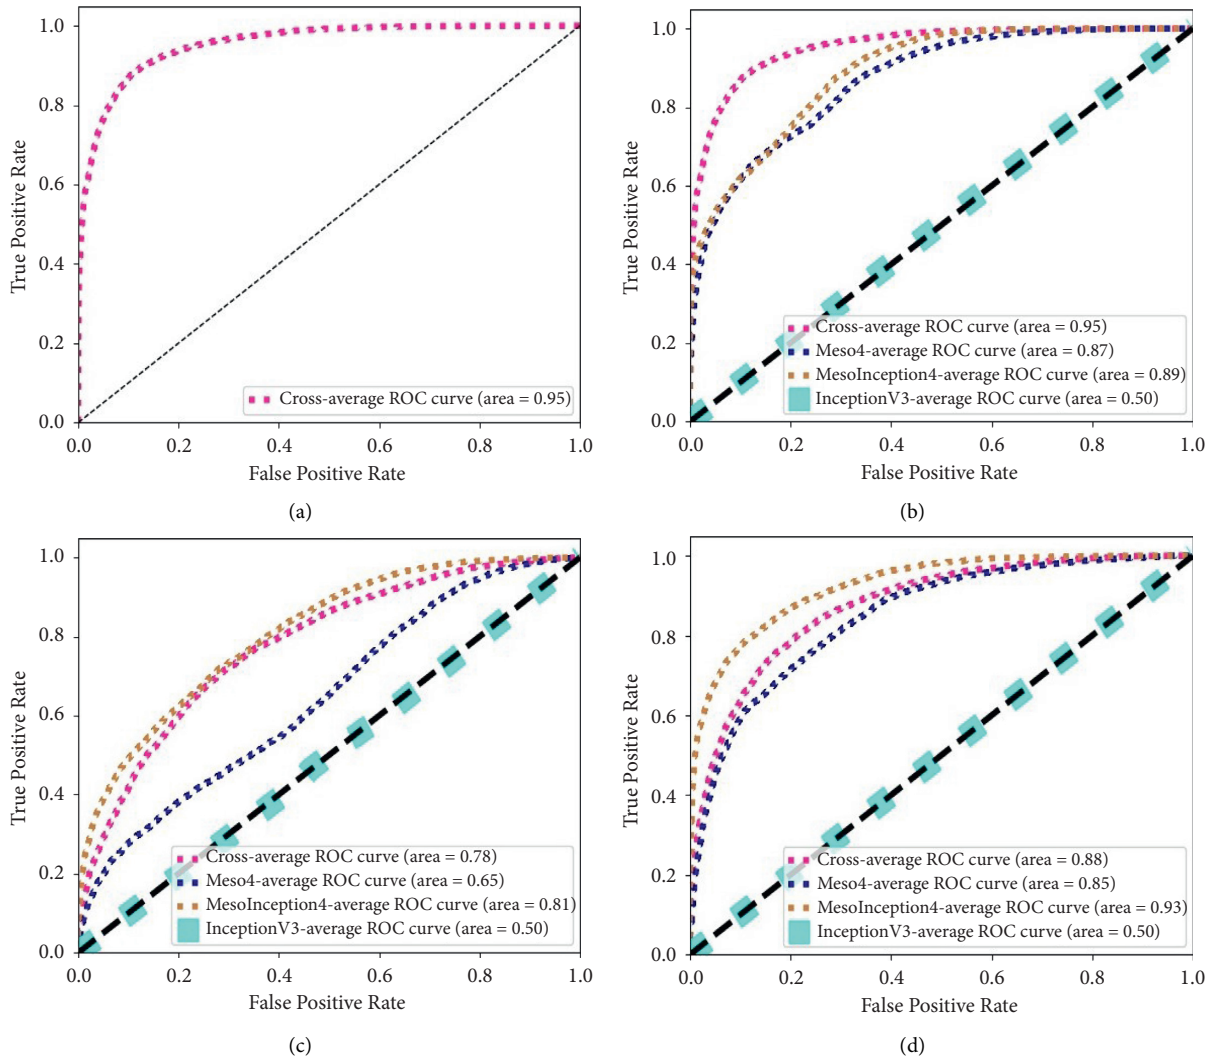 1.0
0.8
0.6
0.4
0.2
0.0
True Positive Rate
Cross-average ROC curve (area = 0.95)
0.0 0.2 0.4 0.6 0.8 1.0
False Positive Rate
(a)
1.0
0.8
0.6
0.4
0.2
0.0
True Positive Rate
Cross-average ROC curve (area = 0.95)
Meso4-average ROC curve (area = 0.87)
MesoInception4-average ROC curve (area = 0.89)
InceptionV3-average ROC curve (area = 0.50)
0.0 0.2 0.4 0.6 0.8 1.0
False Positive Rate
(b)
1.0
0.8
0.6
0.4
0.2
0.0
True Positive Rate
Cross-average ROC curve (area = 0.78)
Meso4-average ROC curve (area = 0.65)
MesoInception4-average ROC curve (area = 0.81)
InceptionV3-average ROC curve (area = 0.50)
0.0 0.2 0.4 0.6 0.8 1.0
False Positive Rate
(c)
1.0
0.8
0.6
0.4
0.2
0.0
True Positive Rate
Cross-average ROC curve (area = 0.88)
Meso4-average ROC curve (area = 0.85)
MesoInception4-average ROC curve (area = 0.93)
InceptionV3-average ROC curve (area = 0.50)
0.0 0.2 0.4 0.6 0.8 1.0
False Positive Rate
(d)